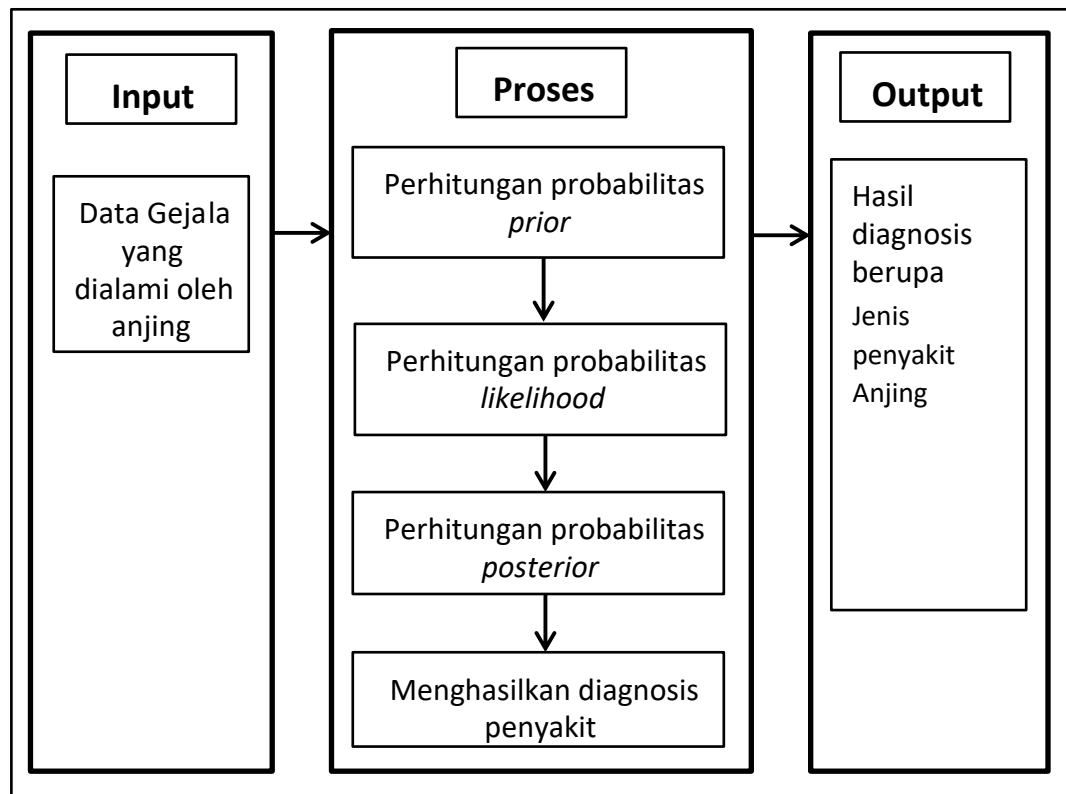 Input
Data Gejala
yang
dialami oleh
anjing
Proses
Perhitungan probabilitas
prior
Perhitungan probabilitas
likelihood
Perhitungan probabilitas
posterior
Menghasilkan diagnosis
penyakit
Output
Hasil
diagnosis
berupa
Jenis
penyakit
Anjing